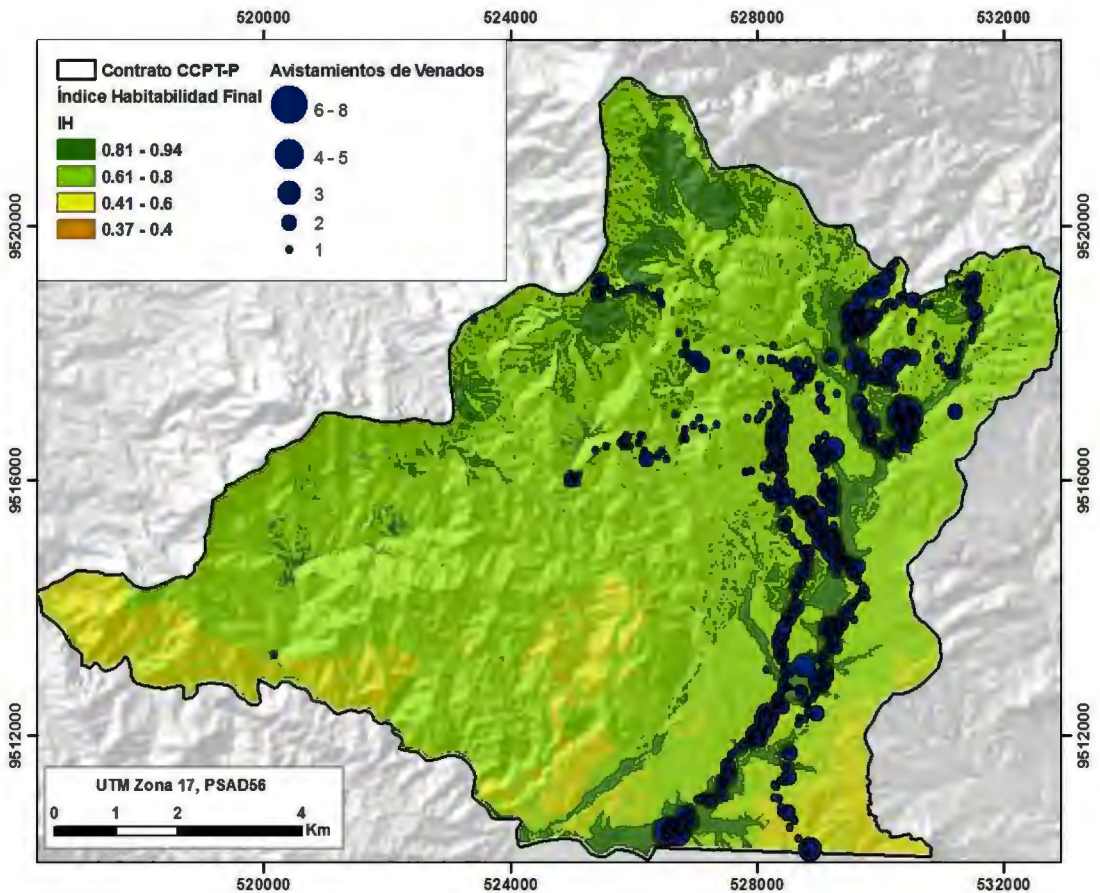 520000 524000 528000 532000
Contrato CCPT-P
Índice Habitabilidad Final
IH
0.81 - 0.94
0.61 - 0.8
0.41 - 0.6
0.37 - 0.4
Avistamientos de Venados
6 - 8
4 - 5
3
2
1
9520000
9516000
9512000
9520000
9516000
9512000
UTM Zona 17, PSAD56
0 1 2 4
Km
520000 524000 528000 532000